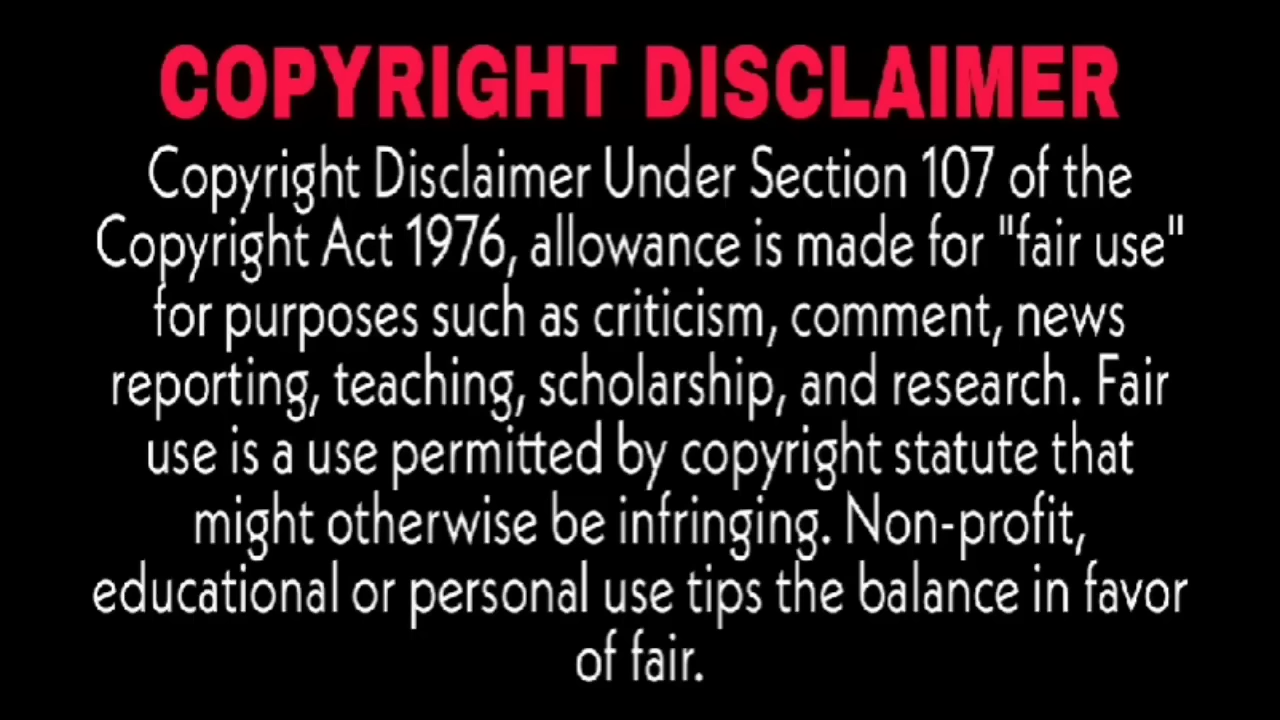 COPYRIGHT DISCLAIMER
Copyright Disclaimer Under Section 107 of the
Copyright Act 1976, allowance is made for "fair use"
for purposes such as criticism, comment, news
reporting, teaching, scholarship, and research. Fair
use is a use permitted by copyright statute that
might otherwise be infringing. Non-profit,
educational or personal use tips the balance in favor
of fair.